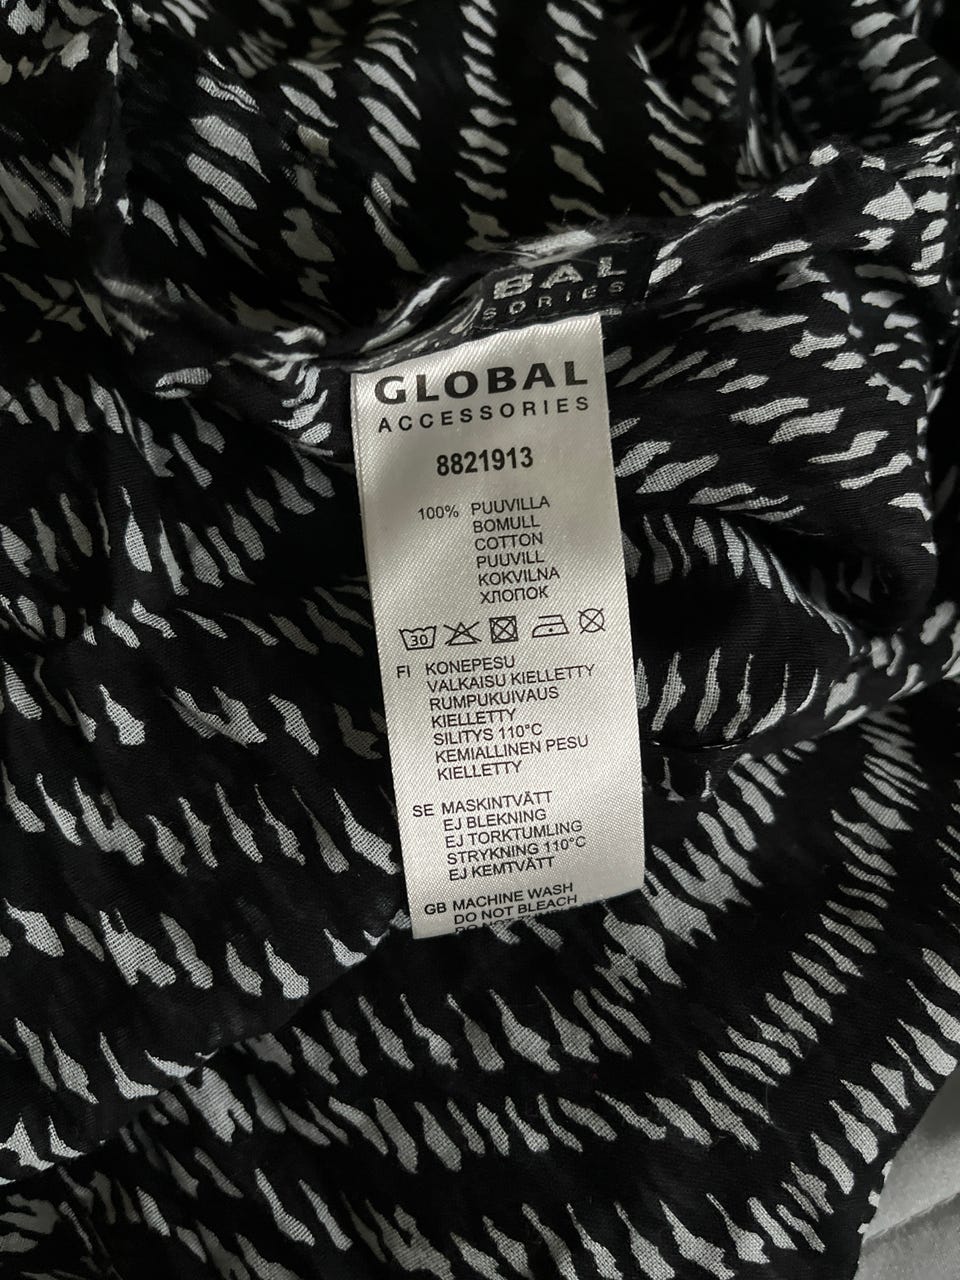 BAL
SORIES
GLOBAL
ACCESSORIES
8821913
100% PUUVILLA
BOMULL
COTTON
PUUVILL
KOKVILNA
ХЛОПОК
30
FI KONEPESU
VALKAISU KIELLETTY
RUMPUKUIVAUS
KIELLETTY
SILITYS 110°C
KEMIALLINEN PESU
KIELLETTY
SE MASKINTVÄTT
EJ BLEKNING
EJ TORKTUMLING
STRYKNING 110°C
EJ KEMTVÄTT
GB MACHINE WASH
DO NOT BLEACH
DO NOT